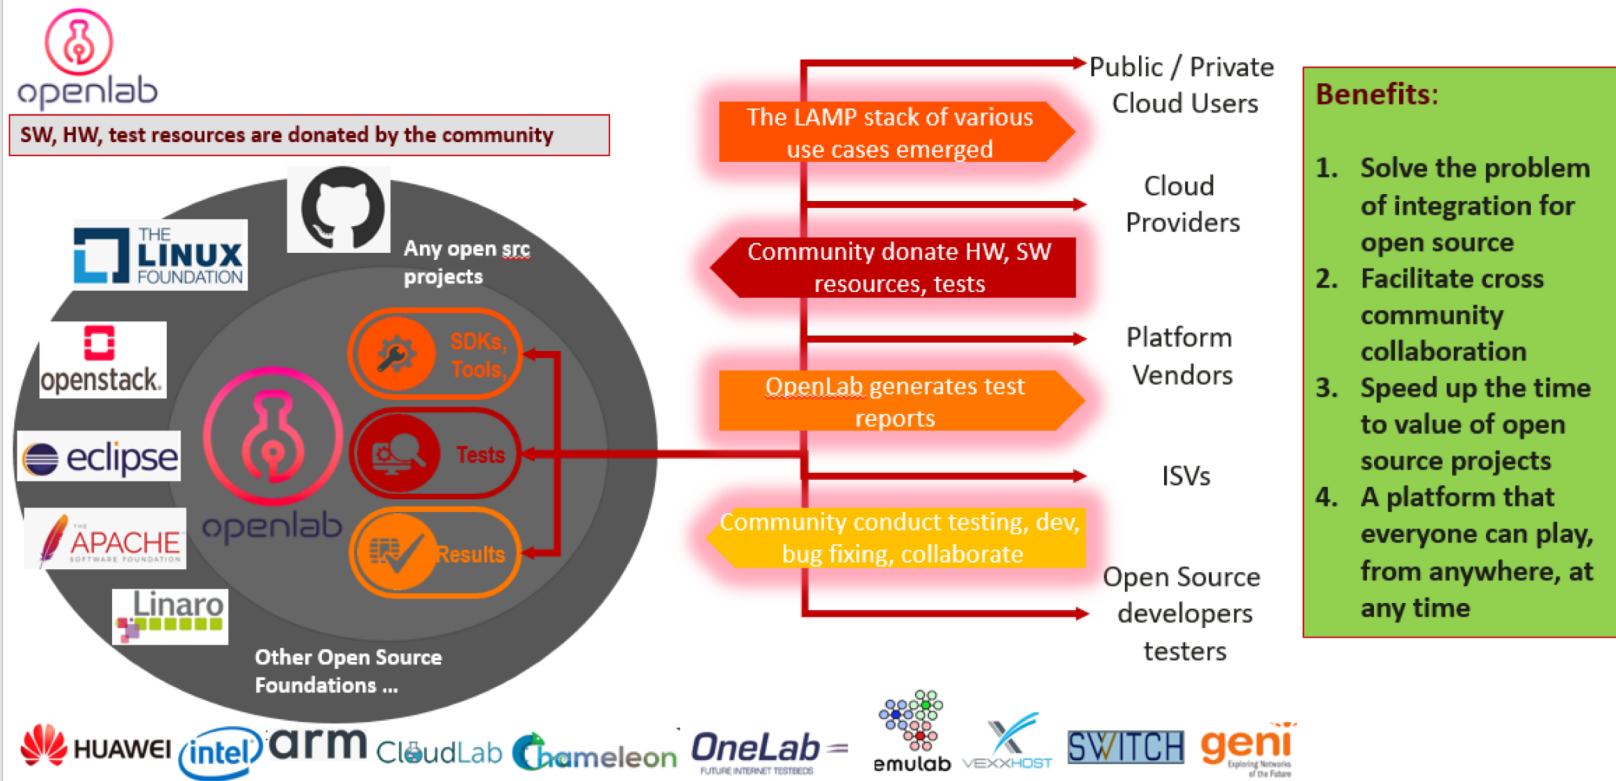 openlab
SW, HW, test resources are donated by the community
THE
LINUX
FOUNDATION
Any open src
projects
openstack.
eclipse
THE
APACHE
SOFTWARE FOUNDATION
Linaro
openlab
SDKs,
Tools,
Tests
Results
Other Open Source
Foundations ...
The LAMP stack of various
use cases emerged
Community donate HW, SW
resources, tests
OpenLab generates test
reports
Community conduct testing, dev,
bug fixing, collaborate
Public / Private
Cloud Users
Cloud
Providers
Platform
Vendors
ISVs
Open Source
developers
testers
Benefits:
1. Solve the problem
of integration for
open source
2. Facilitate cross
community
collaboration
3. Speed up the time
to value of open
source projects
4. A platform that
everyone can play,
from anywhere, at
any time
HUAWEI
intel
arm
CloudLab
Chameleon
OneLab
FUTURE INTERNET TESTBEDS
emulab
VEXXHOST
SWITCH
geni
Exploring Networks
of the Future